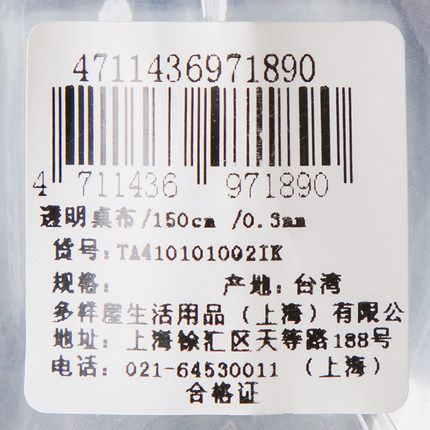 4711436971890
4 711436 971890
透明桌布/150cm /0.3mm
货号:TA410101002IK
规格: 产地:台湾
多样屋生活用品(上海)有限公
地址:上海徐汇区天等路188号
电话:021-64530011 (上海)
合格证